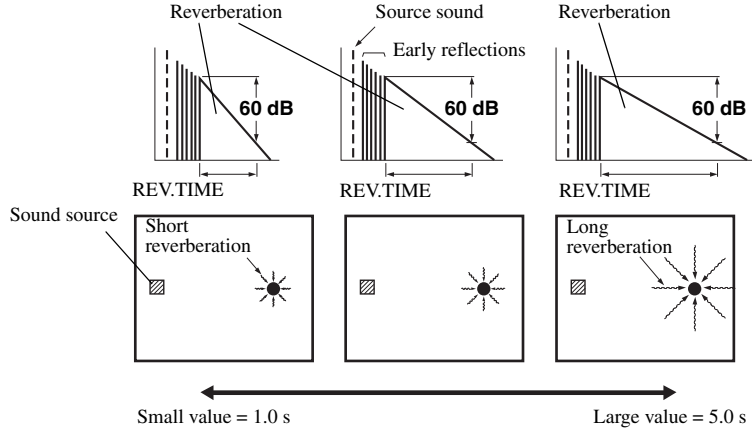 Reverberation
Source sound
Reverberation
Early reflections
60 dB
60 dB
60 dB
REV.TIME
REV.TIME
REV.TIME
Sound source
Short
reverberation
Long
reverberation
Small value = 1.0 s
Large value = 5.0 s